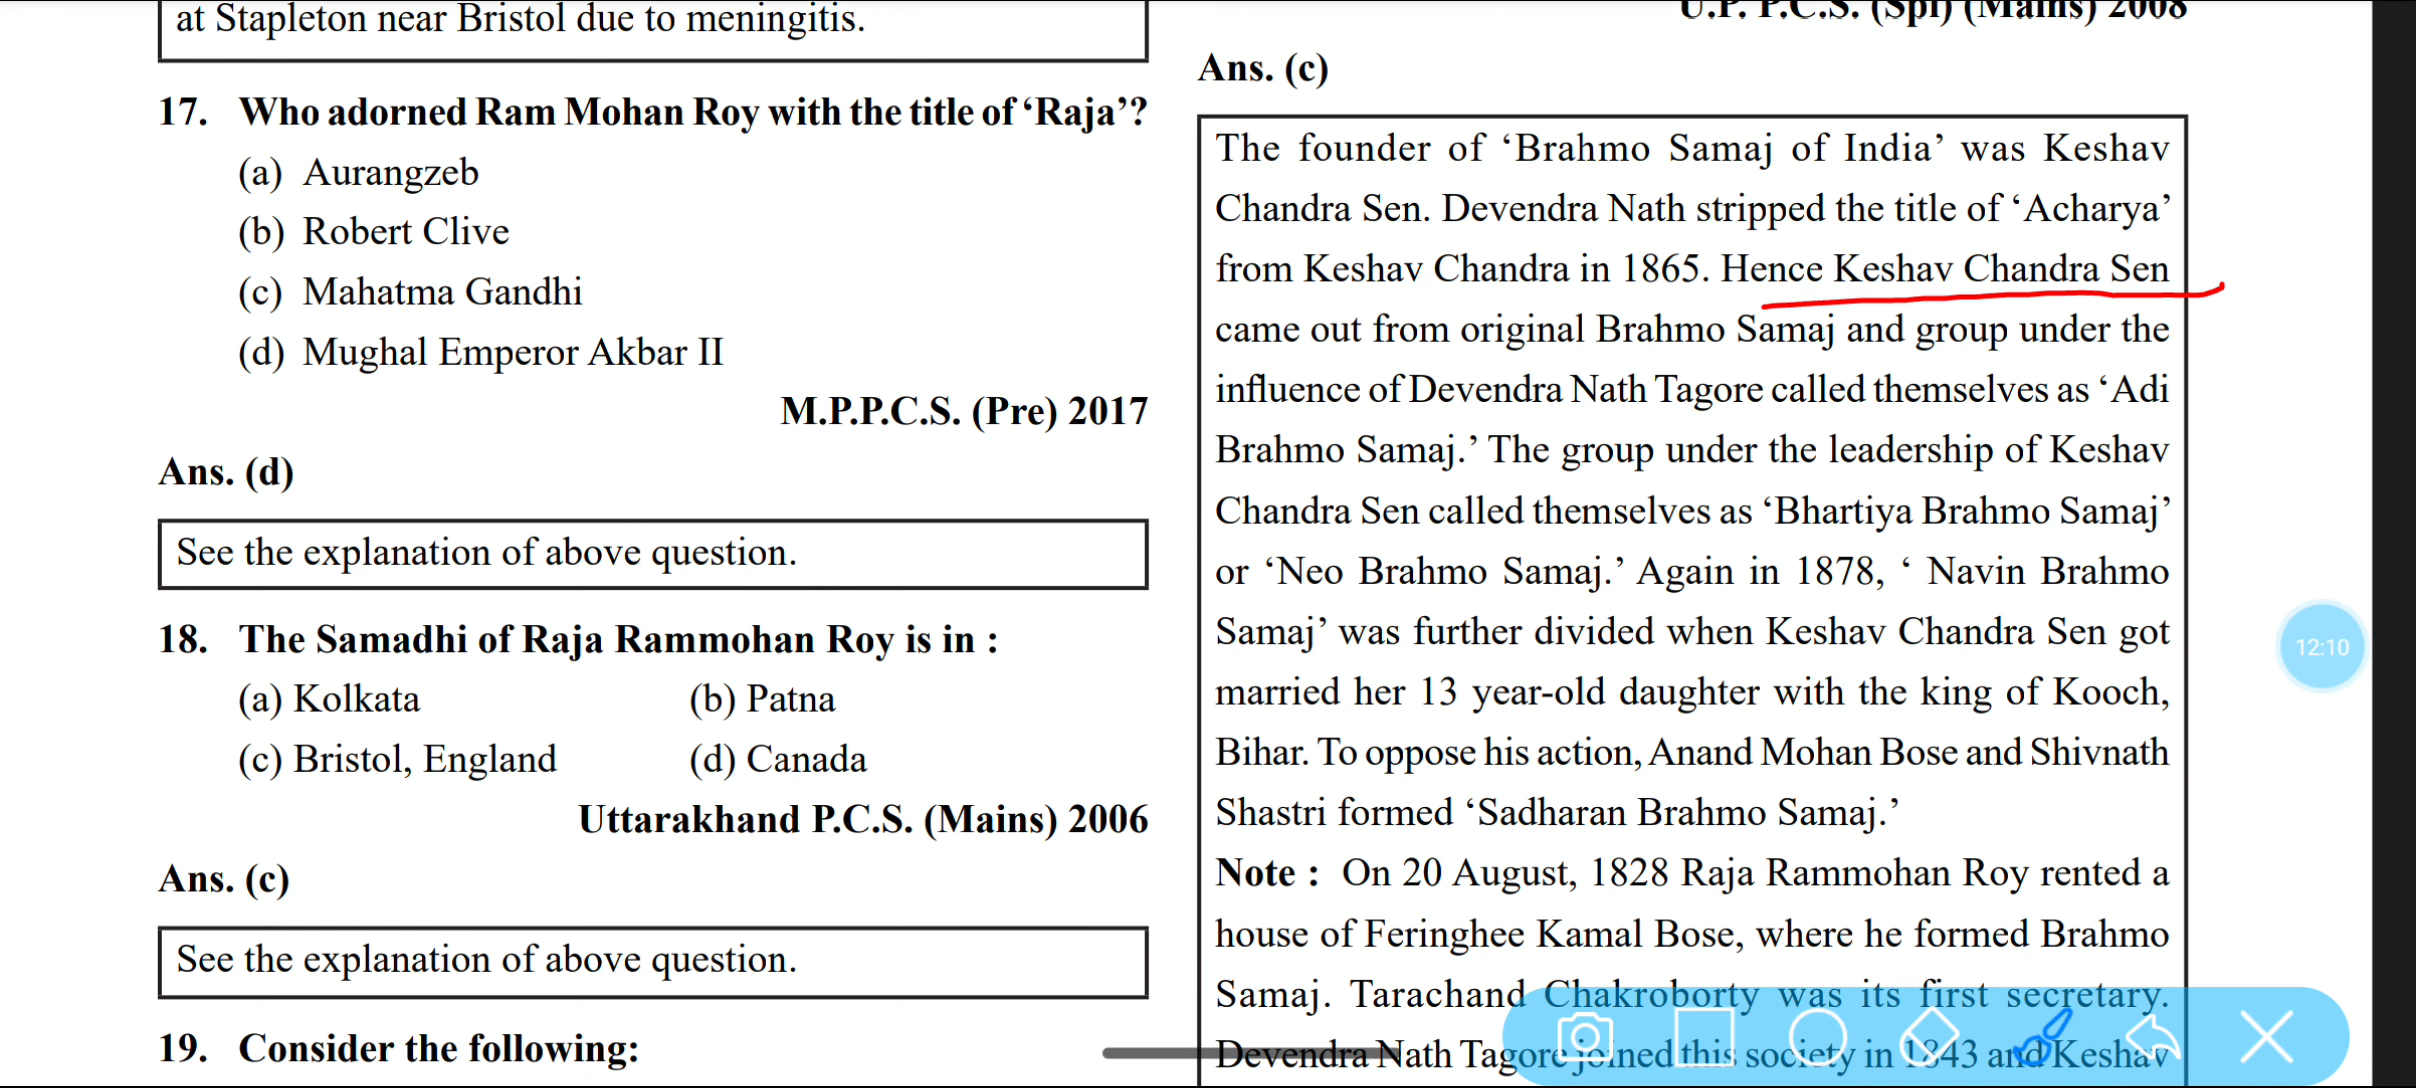 at Stapleton near Bristol due to meningitis.
17. Who adorned Ram Mohan Roy with the title of ‘Raja’?
(a) Aurangzeb
(b) Robert Clive
(c) Mahatma Gandhi
(d) Mughal Emperor Akbar II
M.P.P.C.S. (Pre) 2017
Ans. (d)
See the explanation of above question.
18. The Samadhi of Raja Rammohan Roy is in :
(a) Kolkata (b) Patna
(c) Bristol, England (d) Canada
Uttarakhand P.C.S. (Mains) 2006
Ans. (c)
See the explanation of above question.
19. Consider the following:
U.P. P.C.S. (Spl) (Mains) 2008
Ans. (c)
The founder of ‘Brahmo Samaj of India’ was Keshav
Chandra Sen. Devendra Nath stripped the title of ‘Acharya’
from Keshav Chandra in 1865. Hence Keshav Chandra Sen
came out from original Brahmo Samaj and group under the
influence of Devendra Nath Tagore called themselves as ‘Adi
Brahmo Samaj.’ The group under the leadership of Keshav
Chandra Sen called themselves as ‘Bhartiya Brahmo Samaj’
or ‘Neo Brahmo Samaj.’ Again in 1878, ‘ Navin Brahmo
Samaj’ was further divided when Keshav Chandra Sen got
married her 13 year-old daughter with the king of Kooch,
Bihar. To oppose his action, Anand Mohan Bose and Shivnath
Shastri formed ‘Sadharan Brahmo Samaj.’
Note : On 20 August, 1828 Raja Rammohan Roy rented a
house of Feringhee Kamal Bose, where he formed Brahmo
Samaj. Tarachand Chakroborty was its first secretary.
Devendra Nath Tagore joined this society in 1843 and Keshav
12:10